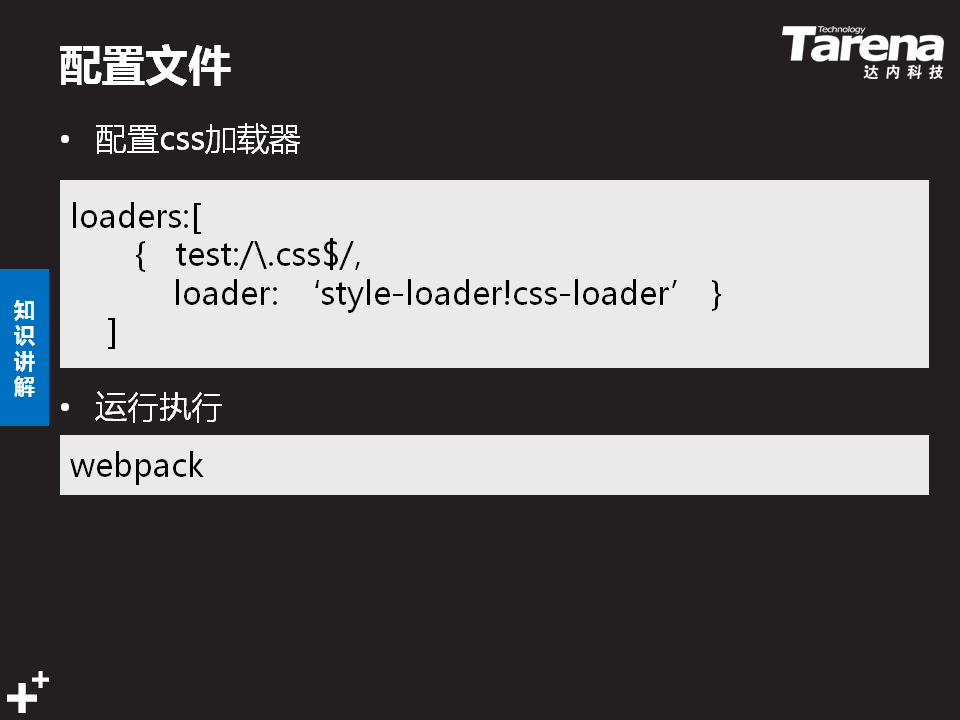 配置文件
Technology
Tarena
达内科技
• 配置css加载器
loaders:[
{ test:/\.css$/,
loader: ‘style-loader!css-loader’ }
]
知识讲解
• 运行执行
webpack